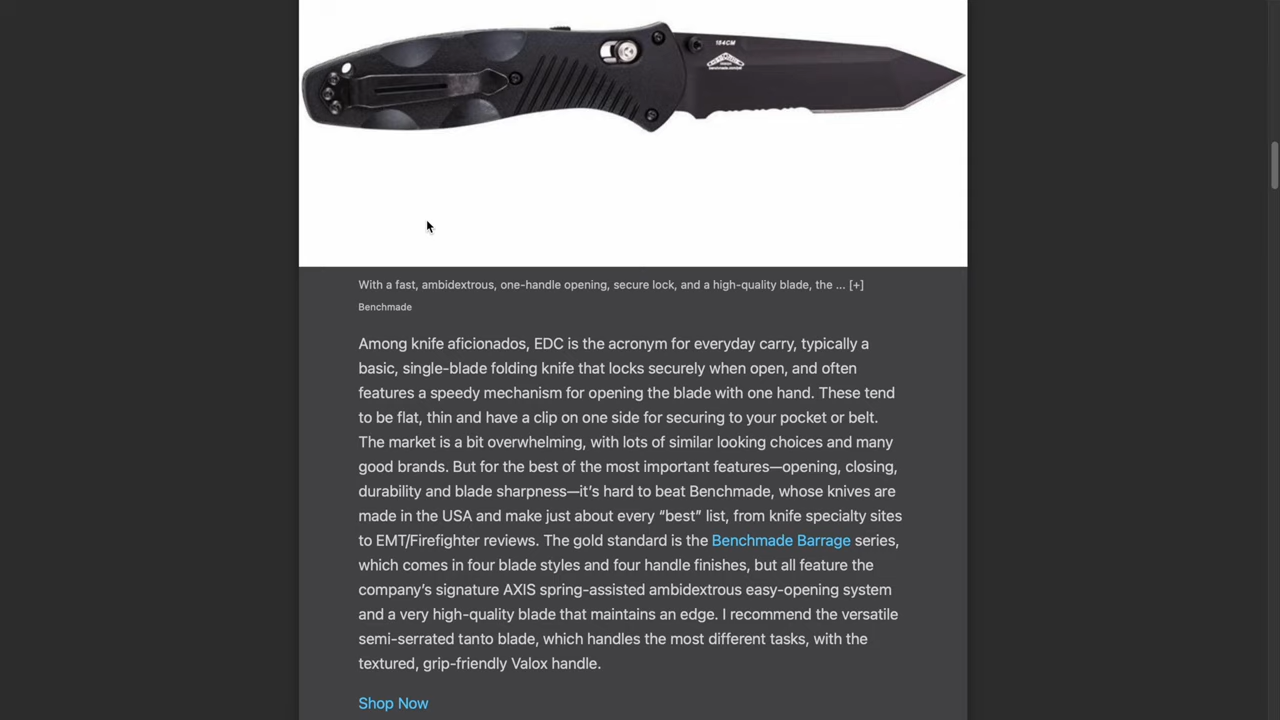 154CM
With a fast, ambidextrous, one-handle opening, secure lock, and a high-quality blade, the ... [+]
Benchmade
Among knife aficionados, EDC is the acronym for everyday carry, typically a
basic, single-blade folding knife that locks securely when open, and often
features a speedy mechanism for opening the blade with one hand. These tend
to be flat, thin and have a clip on one side for securing to your pocket or belt.
The market is a bit overwhelming, with lots of similar looking choices and many
good brands. But for the best of the most important features—opening, closing,
durability and blade sharpness—it’s hard to beat Benchmade, whose knives are
made in the USA and make just about every “best” list, from knife specialty sites
to EMT/Firefighter reviews. The gold standard is the Benchmade Barrage series,
which comes in four blade styles and four handle finishes, but all feature the
company’s signature AXIS spring-assisted ambidextrous easy-opening system
and a very high-quality blade that maintains an edge. I recommend the versatile
semi-serrated tanto blade, which handles the most different tasks, with the
textured, grip-friendly Valox handle.
Shop Now